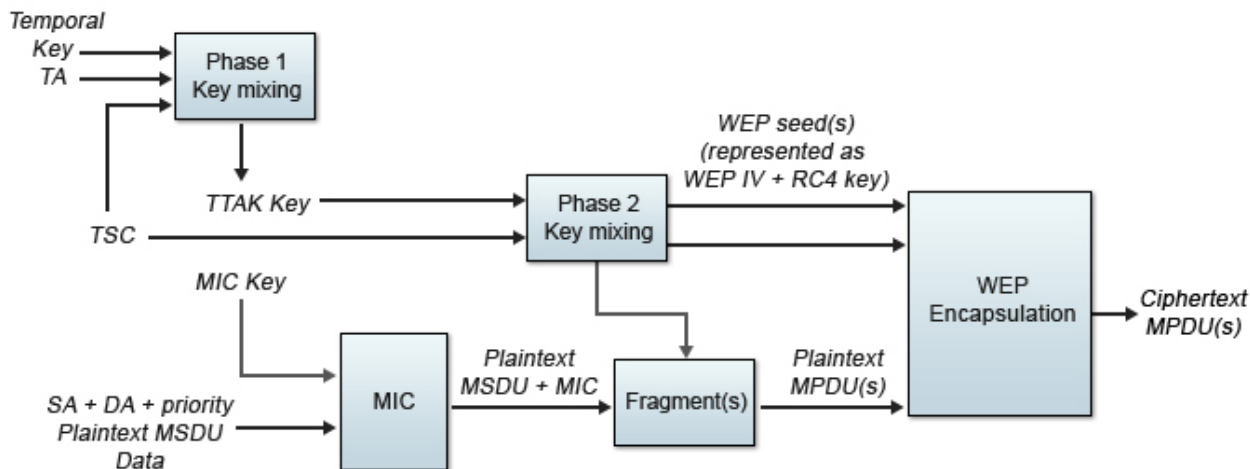 Temporal
Key
TA
Phase 1
Key mixing
WEP seed(s)
(represented as
WEP IV + RC4 key)
TTAK Key
Phase 2
Key mixing
TSC
MIC Key
WEP
Encapsulation
Ciphertext
MPDU(s)
SA + DA + priority
Plaintext MSDU
Data
MIC
Plaintext
MSDU + MIC
Fragment(s)
Plaintext
MPDU(s)